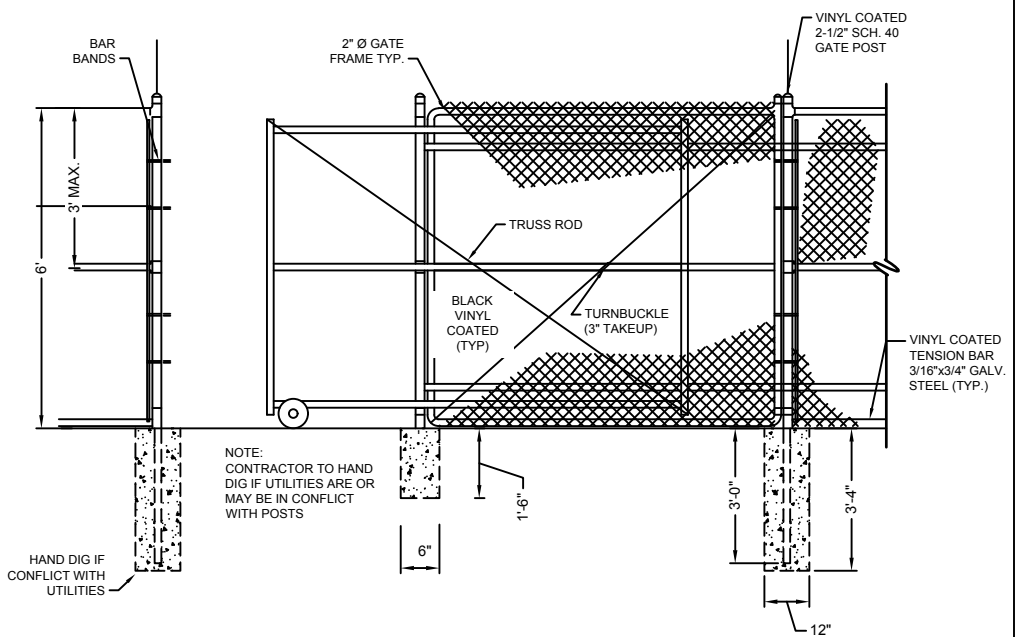 BAR
BANDS
2" Ø GATE
FRAME TYP.
VINYL COATED
2-1/2" SCH. 40
GATE POST
3' MAX.
6'
TRUSS ROD
BLACK
VINYL
COATED
(TYP)
TURNBUCKLE
(3" TAKEUP)
VINYL COATED
TENSION BAR
3/16"x3/4" GALV.
STEEL (TYP.)
NOTE:
CONTRACTOR TO HAND
DIG IF UTILITIES ARE OR
MAY BE IN CONFLICT
WITH POSTS
1'-6"
3'-0"
3'-4"
6"
HAND DIG IF
CONFLICT WITH
UTILITIES
12"